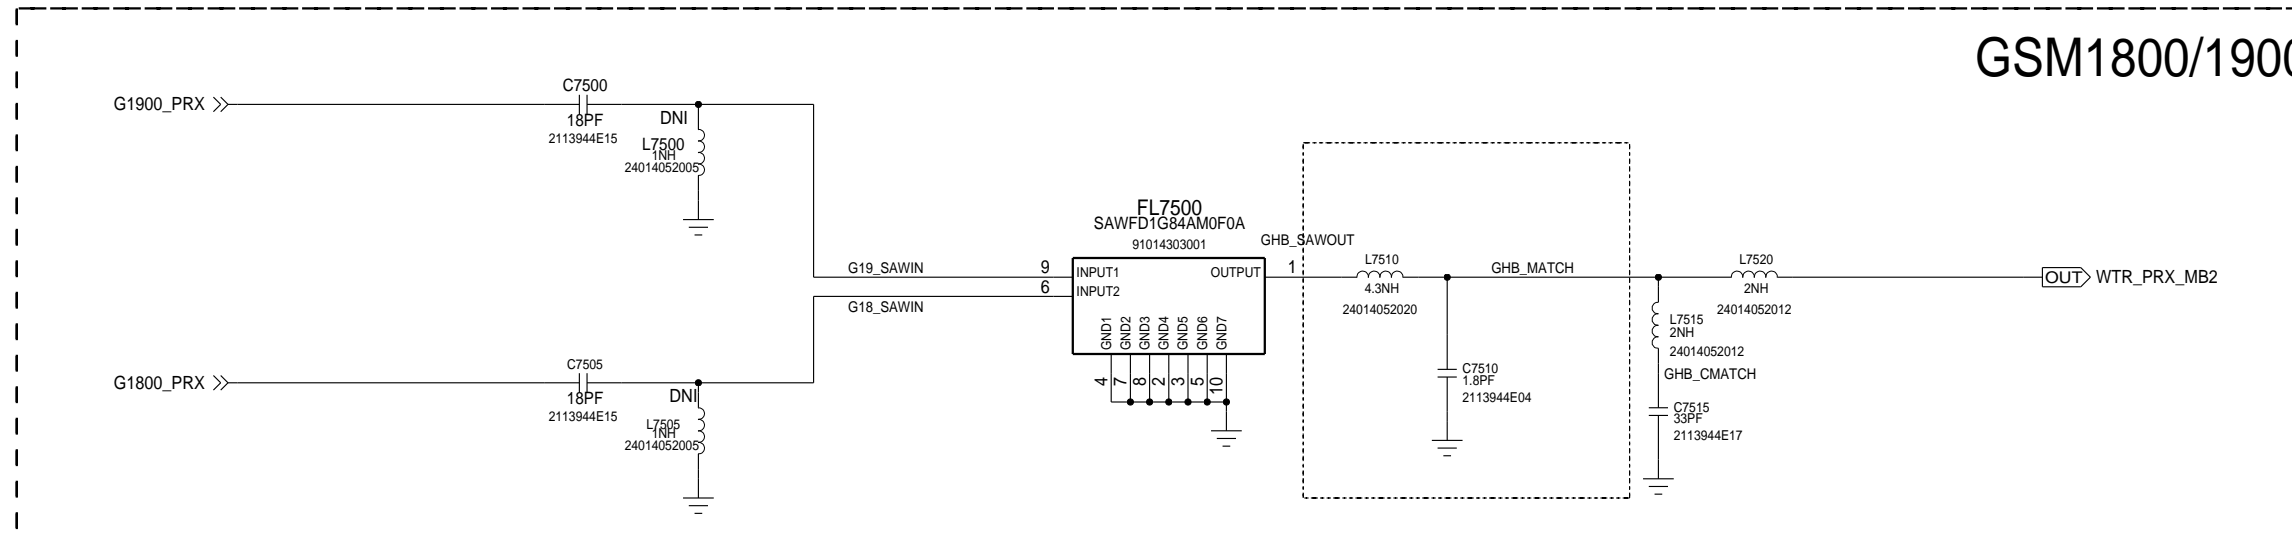 GSM1800/1900
G1900_PRX
C7500
18PF
2113944E15
DNI
L7500
1NH
24014052005
G19_SAWIN
G18_SAWIN
G1800_PRX
C7505
18PF
2113944E15
DNI
L7505
1NH
24014052005
FL7500
SAWFD1G84AM0F0A
91014303001
9
6
INPUT1
INPUT2
OUTPUT
1
GND1
GND2
GND3
GND4
GND5
GND6
GND7
4
7
8
2
3
5
10
GHB_SAWOUT
L7510
4.3NH
24014052020
GHB_MATCH
C7510
1.8PF
2113944E04
L7520
2NH
24014052012
L7515
2NH
24014052012
GHB_CMATCH
C7515
33PF
2113944E17
OUT
WTR_PRX_MB2